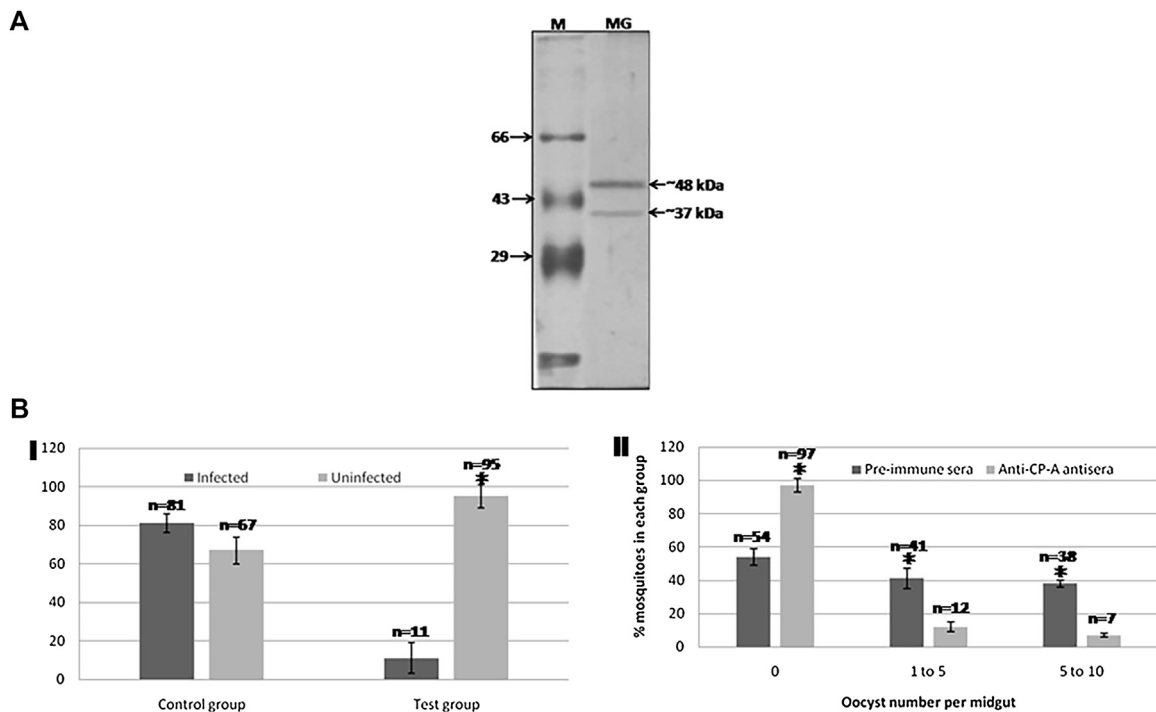 A
M MG
66
~48 kDa
43
~37 kDa
29
B
I
120
100
80
60
40
20
0
Infected Uninfected
n=81
n=67
n=11
n=95
*
Control group Test group
II
% mosquitoes in each group
120
100
80
60
40
20
0
Pre-immune sera Anti-CP-A antisera
n=54
n=97
*
n=41
*
n=12
n=38
*
n=7
0 1 to 5 5 to 10
Oocyst number per midgut